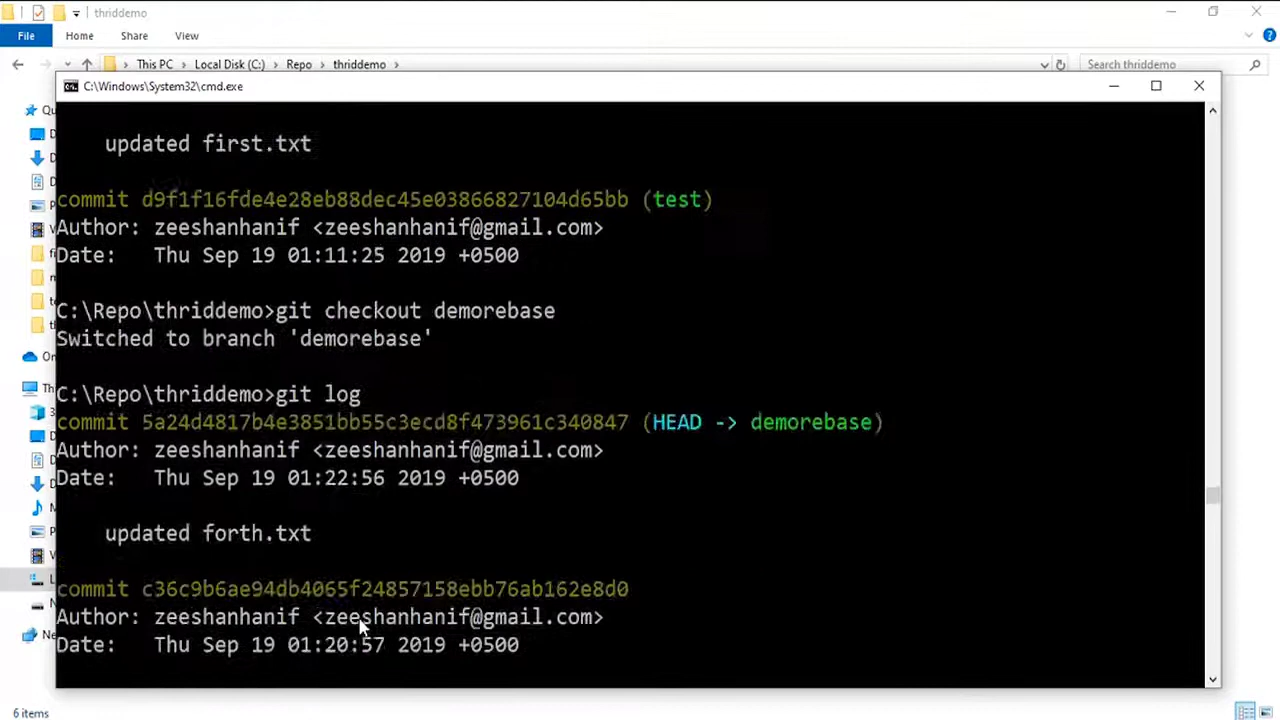 thriddemo
File Home Share View
This PC > Local Disk (C:) > Repo > thriddemo >
Search thriddemo
C:\Windows\System32\cmd.exe
updated first.txt
commit d9f1f16fde4e28eb88dec45e03866827104d65bb (test)
Author: zeeshanhanif <zeeshanhanif@gmail.com>
Date: Thu Sep 19 01:11:25 2019 +0500
C:\Repo\thriddemo>git checkout demorebase
Switched to branch 'demorebase'
C:\Repo\thriddemo>git log
commit 5a24d4817b4e3851bb55c3ecd8f473961c340847 (HEAD -> demorebase)
Author: zeeshanhanif <zeeshanhanif@gmail.com>
Date: Thu Sep 19 01:22:56 2019 +0500
updated forth.txt
commit c36c9b6ae94db4065f24857158ebb76ab162e8d0
Author: zeeshanhanif <zeeshanhanif@gmail.com>
Date: Thu Sep 19 01:20:57 2019 +0500
6 items